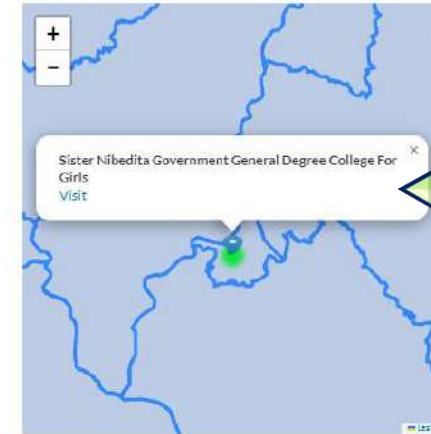 +
−
Sister Nibedita Government General Degree College For
Girls
Visit
×